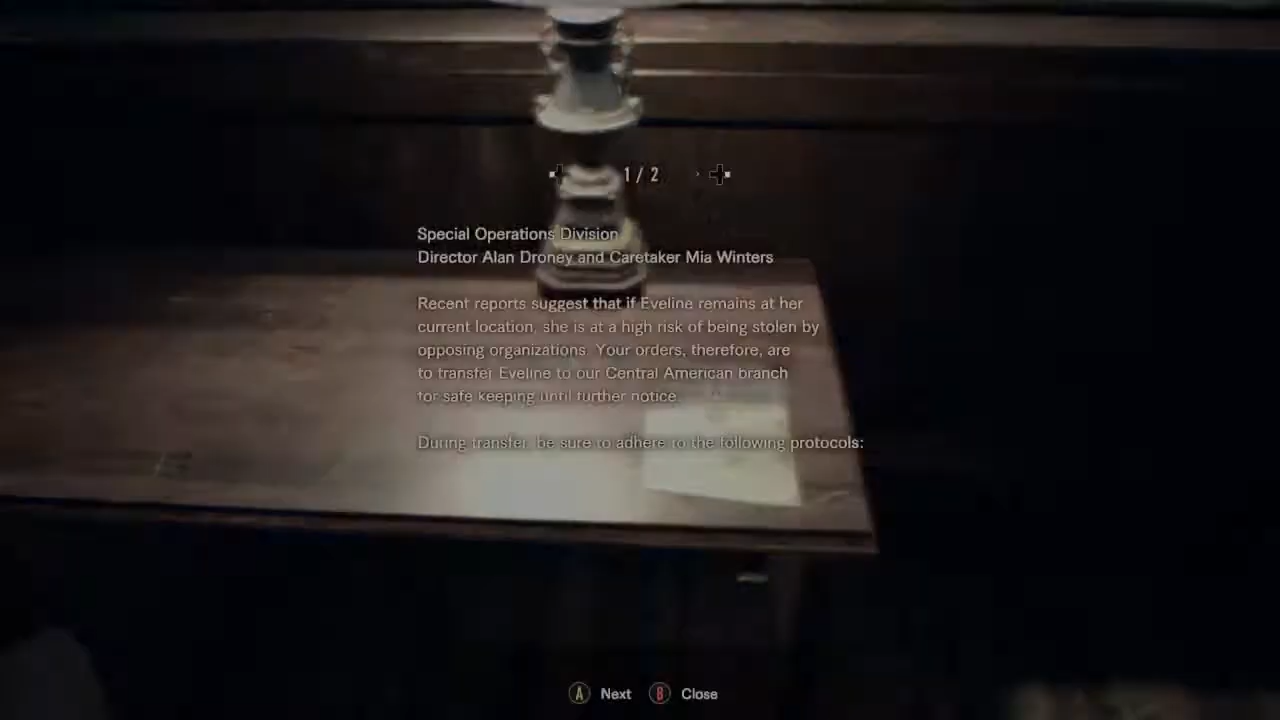 1 / 2
Special Operations Division
Director Alan Droney and Caretaker Mia Winters
Recent reports suggest that if Eveline remains at her
current location, she is at a high risk of being stolen by
opposing organizations. Your orders, therefore, are
to transfer Eveline to our Central American branch
for safe keeping until further notice.
During transfer, be sure to adhere to the following protocols:
A Next B Close